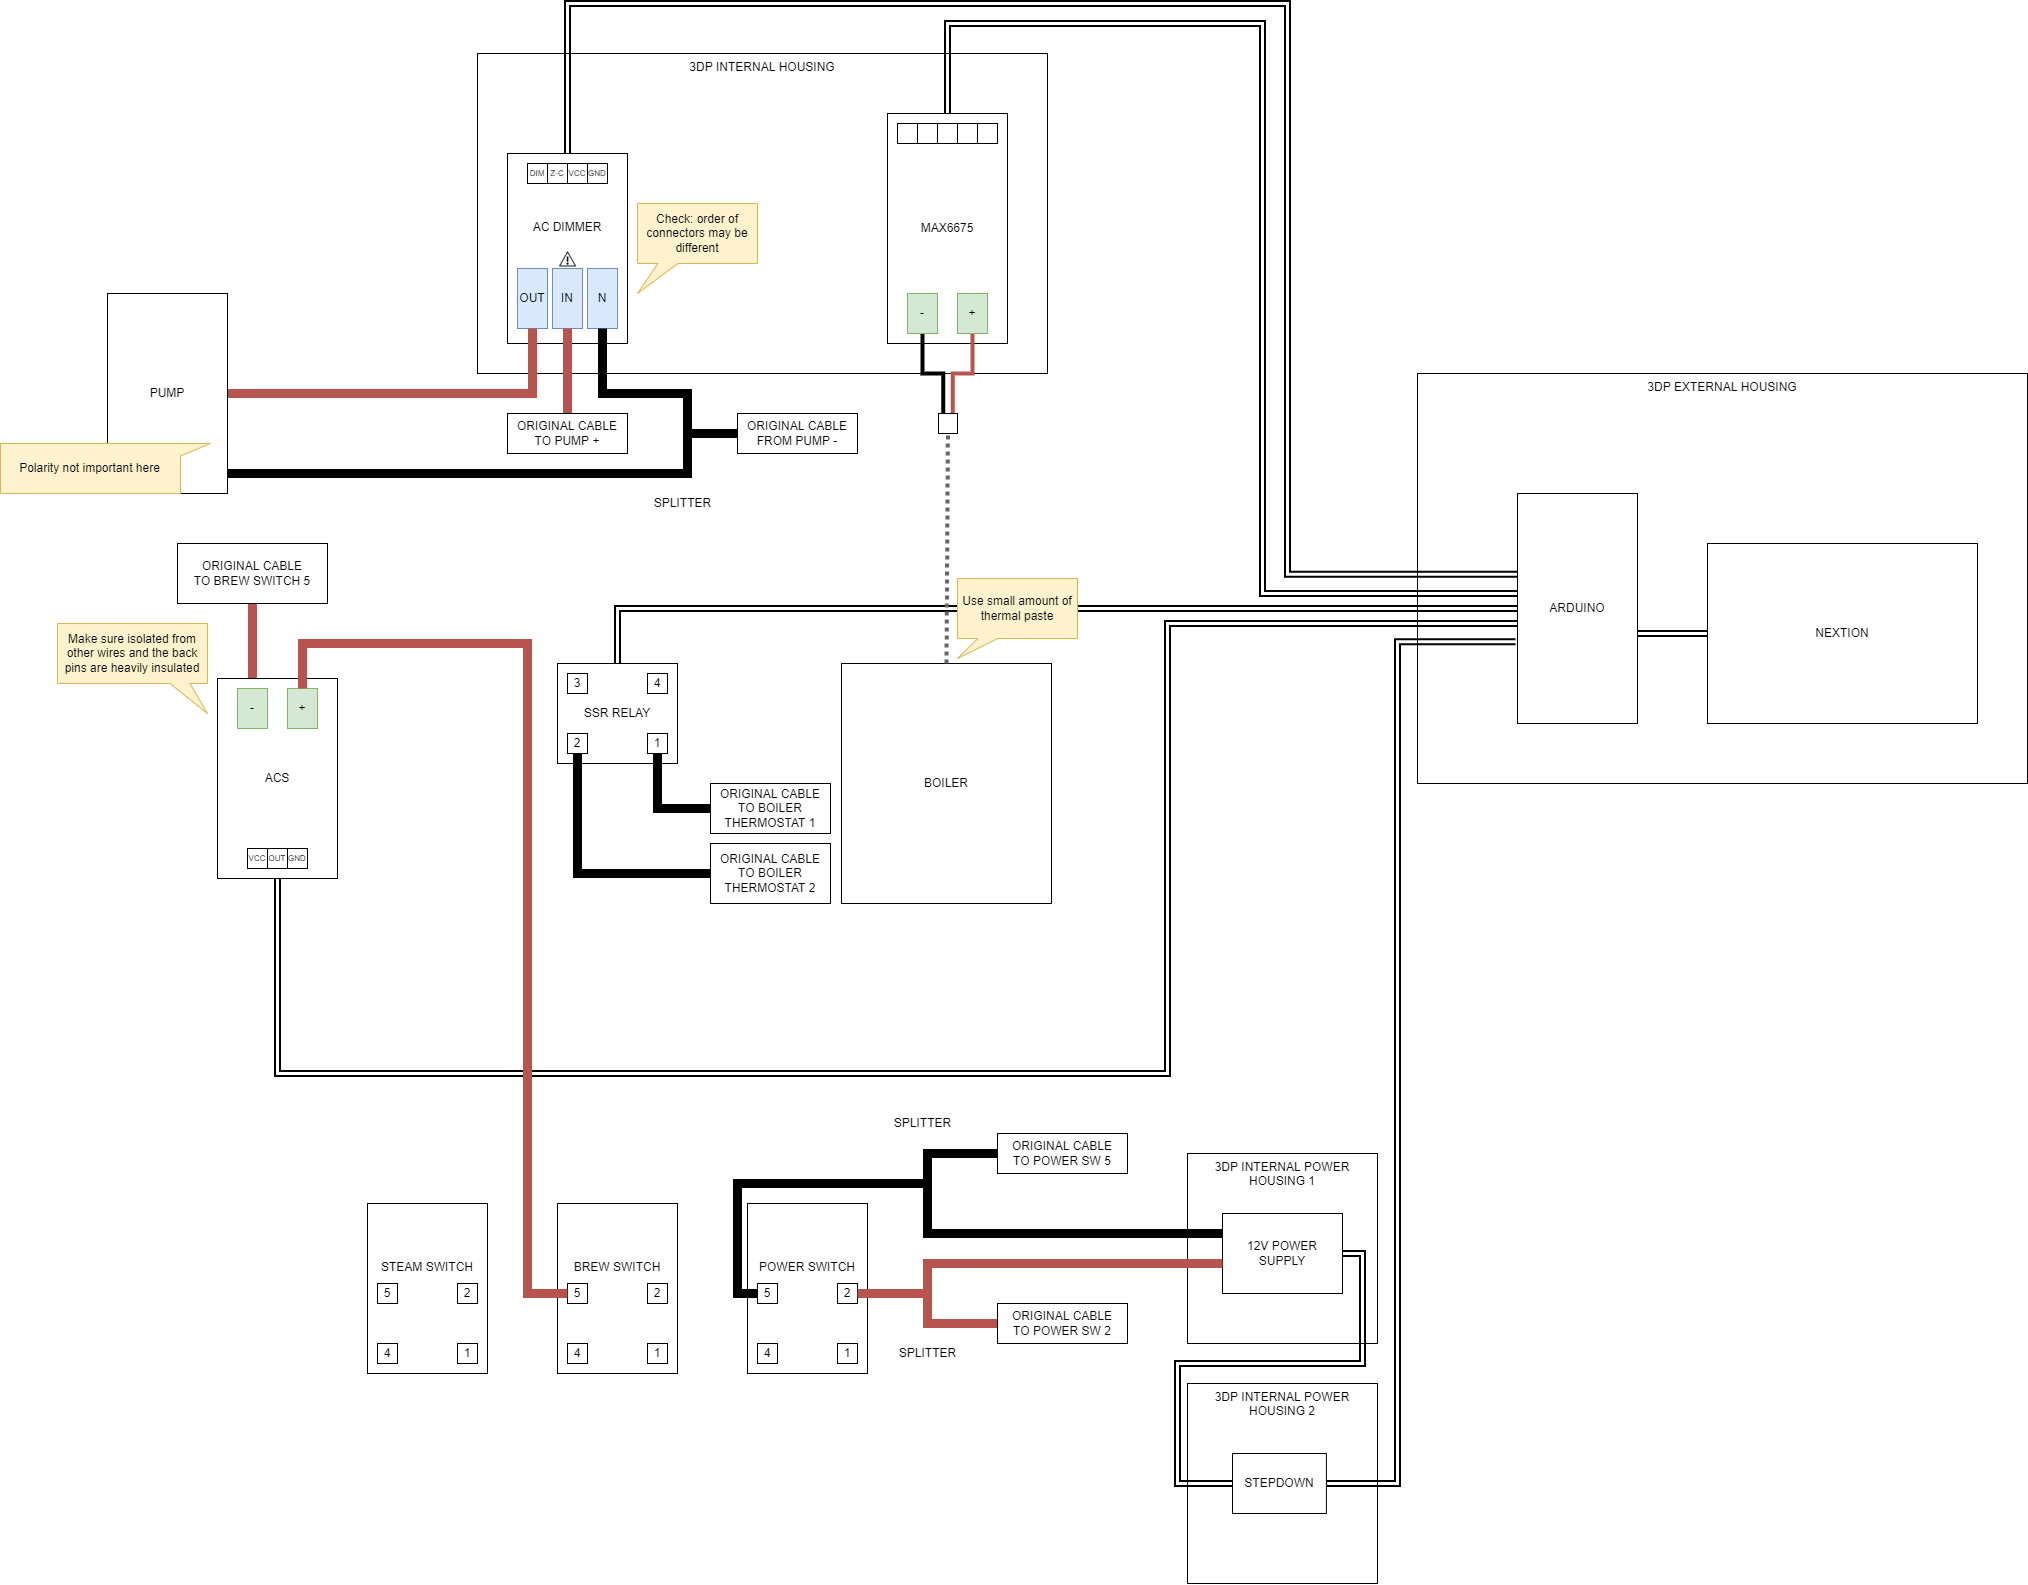 3DP INTERNAL HOUSING
DIM Z-C VCC GND
AC DIMMER
OUT IN N
Check: order of
connectors may be
different
MAX6675
- +
PUMP
Polarity not important here
ORIGINAL CABLE
TO PUMP +
ORIGINAL CABLE
FROM PUMP -
SPLITTER
3DP EXTERNAL HOUSING
ARDUINO
NEXTION
ORIGINAL CABLE
TO BREW SWITCH 5
Make sure isolated from
other wires and the back
pins are heavily insulated
- +
ACS
VCC OUT GND
Use small amount of
thermal paste
3 4
SSR RELAY
2 1
ORIGINAL CABLE
TO BOILER
THERMOSTAT 1
ORIGINAL CABLE
TO BOILER
THERMOSTAT 2
BOILER
SPLITTER
ORIGINAL CABLE
TO POWER SW 5
3DP INTERNAL POWER
HOUSING 1
12V POWER
SUPPLY
STEAM SWITCH
5 2
4 1
BREW SWITCH
5 2
4 1
POWER SWITCH
5 2
4 1
ORIGINAL CABLE
TO POWER SW 2
SPLITTER
3DP INTERNAL POWER
HOUSING 2
STEPDOWN